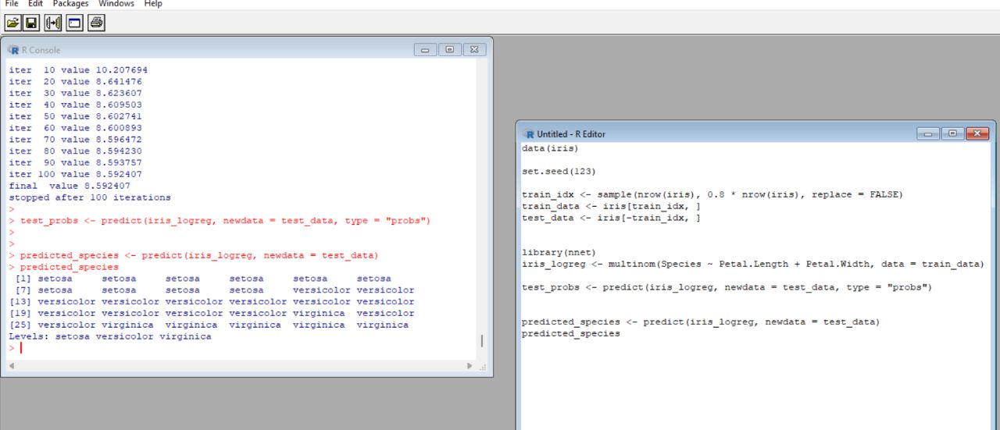 File Edit Packages Windows Help
R Console
iter  10 value 10.207694
iter  20 value 8.641476
iter  30 value 8.623607
iter  40 value 8.609503
iter  50 value 8.602741
iter  60 value 8.600893
iter  70 value 8.596472
iter  80 value 8.594230
iter  90 value 8.593757
iter 100 value 8.592407
final  value 8.592407
stopped after 100 iterations
>
> test_probs <- predict(iris_logreg, newdata = test_data, type = "probs")
>
>
> predicted_species <- predict(iris_logreg, newdata = test_data)
> predicted_species
 [1] setosa     setosa     setosa     setosa     setosa     setosa
 [7] setosa     setosa     setosa     setosa     versicolor versicolor
[13] versicolor versicolor versicolor versicolor versicolor versicolor
[19] versicolor versicolor versicolor versicolor virginica  versicolor
[25] versicolor virginica  virginica  virginica  virginica  virginica
Levels: setosa versicolor virginica
>
Untitled - R Editor
data(iris)
set.seed(123)
train_idx <- sample(nrow(iris), 0.8 * nrow(iris), replace = FALSE)
train_data <- iris[train_idx, ]
test_data <- iris[-train_idx, ]
library(nnet)
iris_logreg <- multinom(Species ~ Petal.Length + Petal.Width, data = train_data)
test_probs <- predict(iris_logreg, newdata = test_data, type = "probs")
predicted_species <- predict(iris_logreg, newdata = test_data)
predicted_species